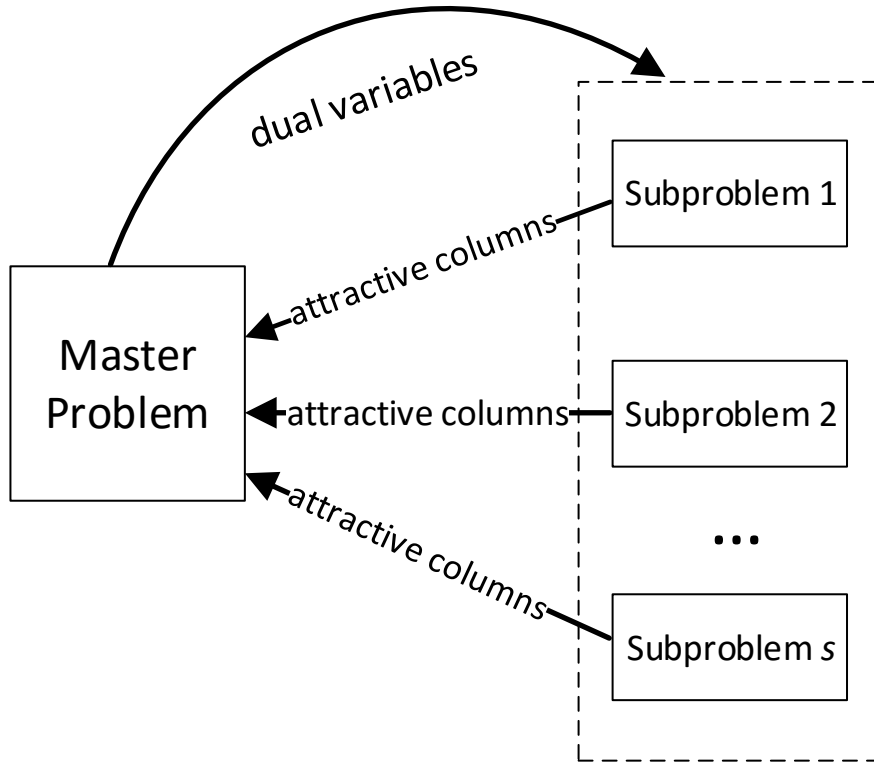 dual variables
Subproblem 1
attractive columns
Master
Problem
attractive columns
Subproblem 2
...
attractive columns
Subproblem s